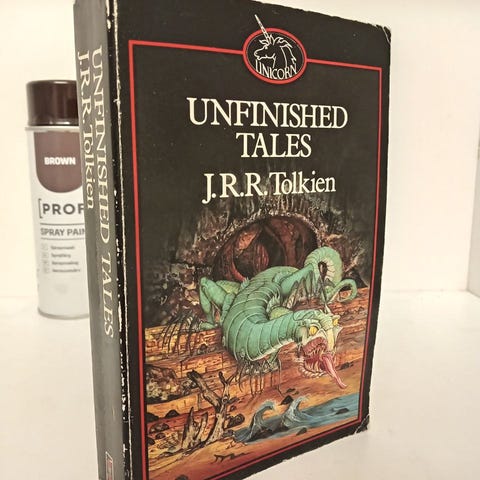 UNICORN
UNFINISHED
TALES
J.R.R. Tolkien
UNFINISHED TALES
J.R.R. Tolkien
BROWN
[PROF
SPRAY PAIN